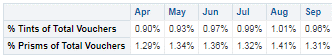 Apr May Jun Jul Aug Sep
% Tints of Total Vouchers 0.90% 0.93% 0.97% 0.99% 1.01% 0.96%
% Prisms of Total Vouchers 1.29% 1.34% 1.36% 1.32% 1.41% 1.31%